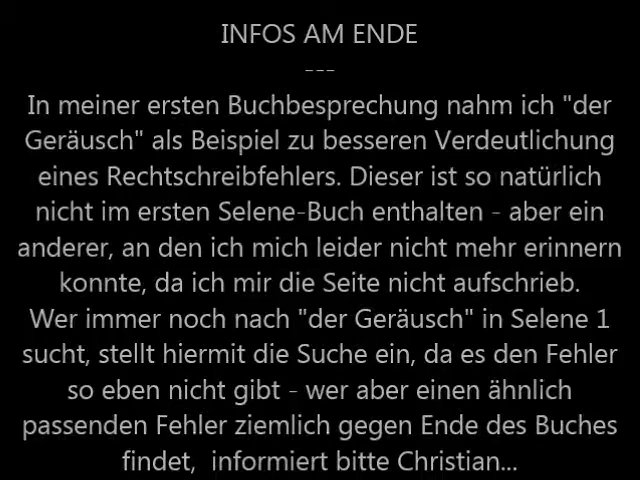 INFOS AM ENDE
---
In meiner ersten Buchbesprechung nahm ich "der
Geräusch" als Beispiel zu besseren Verdeutlichung
eines Rechtschreibfehlers. Dieser ist so natürlich
nicht im ersten Selene-Buch enthalten - aber ein
anderer, an den ich mich leider nicht mehr erinnern
konnte, da ich mir die Seite nicht aufschrieb.
Wer immer noch nach "der Geräusch" in Selene 1
sucht, stellt hiermit die Suche ein, da es den Fehler
so eben nicht gibt - wer aber einen ähnlich
passenden Fehler ziemlich gegen Ende des Buches
findet,  informiert bitte Christian...